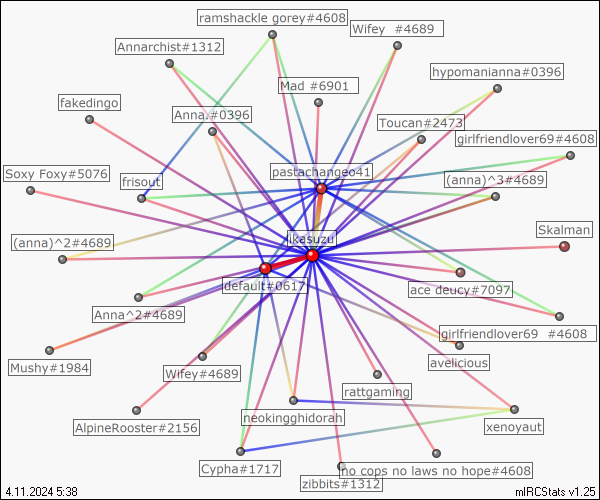 ramshackle gorey#4608
Wifey #4689
Annarchist#1312
hypomanianna#0396
Mad #6901
fakedingo
Anna.#0396
Toucan#2473
girlfriendlover69#4608
pastachangeo41
Soxy Foxy#5076
frisout
(anna)^3#4689
Skalman
(anna)^2#4689
ikasuzu
default#0617
ace deucy#7097
Anna^2#4689
girlfriendlover69 #4608
avelicious
Mushy#1984
Wifey#4689
rattgaming
neokingghidorah
AlpineRooster#2156
xenoyaut
Cypha#1717
no cops no laws no hope#4608
zibbits#1312
4.11.2024 5:38
mIRCStats v1.25